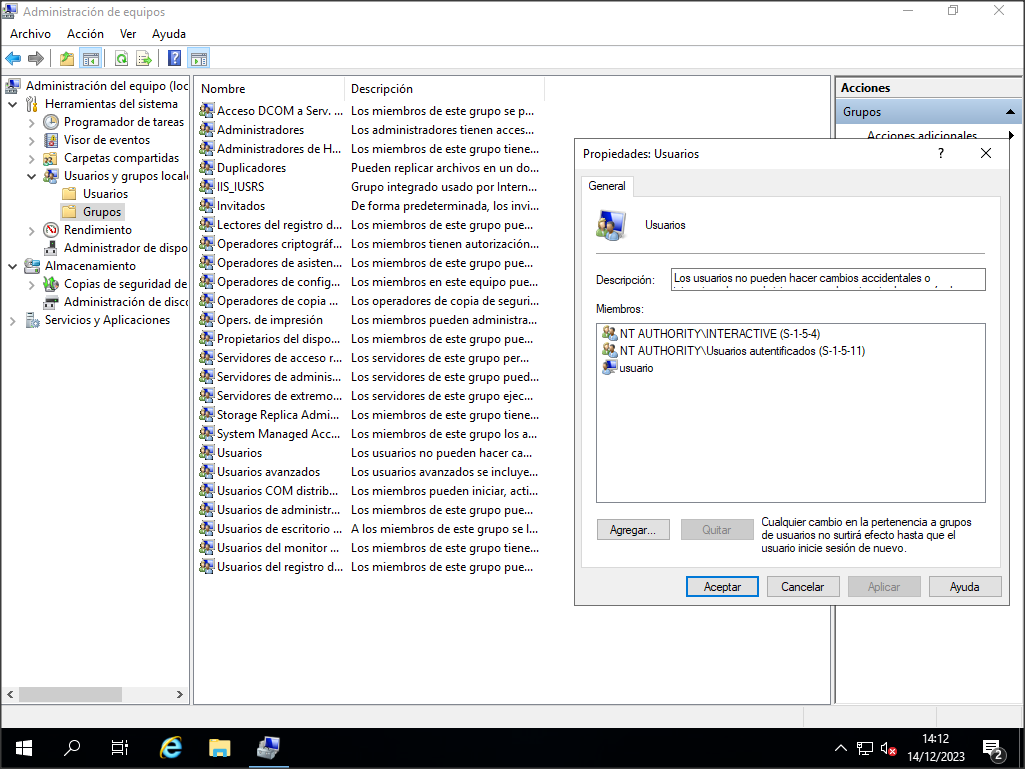 Administración de equipos
Archivo Acción Ver Ayuda
Administración del equipo (loc
Herramientas del sistema
Programador de tareas
Visor de eventos
Carpetas compartidas
Usuarios y grupos locale
Usuarios
Grupos
Rendimiento
Administrador de dispo
Almacenamiento
Copias de seguridad de
Administración de disco
Servicios y Aplicaciones
Nombre Descripción
Acceso DCOM a Serv. ... Los miembros de este grupo se p...
Administradores Los administradores tienen acces...
Administradores de H... Los miembros de este grupo tiene...
Duplicadores Pueden replicar archivos en un do...
IIS_IUSRS Grupo integrado usado por Intern...
Invitados De forma predeterminada, los invi...
Lectores del registro d... Los miembros de este grupo pue...
Operadores criptográf... Los miembros tienen autorización...
Operadores de asisten... Los miembros de este grupo pue...
Operadores de config... Los miembros en este equipo pue...
Operadores de copia ... Los operadores de copia de seguri...
Opers. de impresión Los miembros pueden administra...
Propietarios del dispo... Los miembros de este grupo pue...
Servidores de acceso r... Los servidores de este grupo per...
Servidores de adminis... Los servidores de este grupo pued...
Servidores de extremo... Los servidores de este grupo ejec...
Storage Replica Admi... Los miembros de este grupo tiene...
System Managed Acc... Los miembros de este grupo los a...
Usuarios Los usuarios no pueden hacer ca...
Usuarios avanzados Los usuarios avanzados se incluye...
Usuarios COM distrib... Los miembros pueden iniciar, acti...
Usuarios de administr... Los miembros de este grupo pue...
Usuarios de escritorio ... A los miembros de este grupo se l...
Usuarios del monitor ... Los miembros de este grupo tiene...
Usuarios del registro d... Los miembros de este grupo pue...
Acciones
Grupos
Acciones adicionales
Propiedades: Usuarios ?
General
Usuarios
Descripción: Los usuarios no pueden hacer cambios accidentales o
Miembros:
NT AUTHORITY\INTERACTIVE (S-1-5-4)
NT AUTHORITY\Usuarios autentificados (S-1-5-11)
usuario
Agregar... Quitar
Cualquier cambio en la pertenencia a grupos
de usuarios no surtirá efecto hasta que el
usuario inicie sesión de nuevo.
Aceptar Cancelar Aplicar Ayuda
14:12
14/12/2023
2